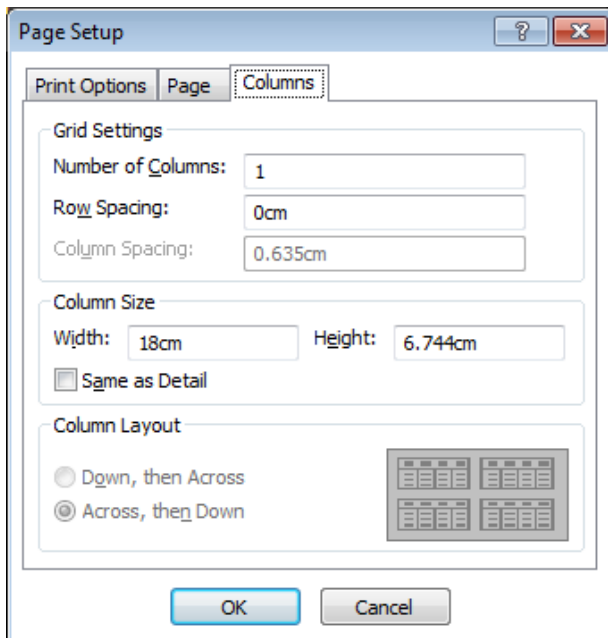 Page Setup
Print Options Page Columns
Grid Settings
Number of Columns: 1
Row Spacing: 0cm
Column Spacing: 0.635cm
Column Size
Width: 18cm Height: 6.744cm
Same as Detail
Column Layout
Down, then Across
Across, then Down
OK Cancel